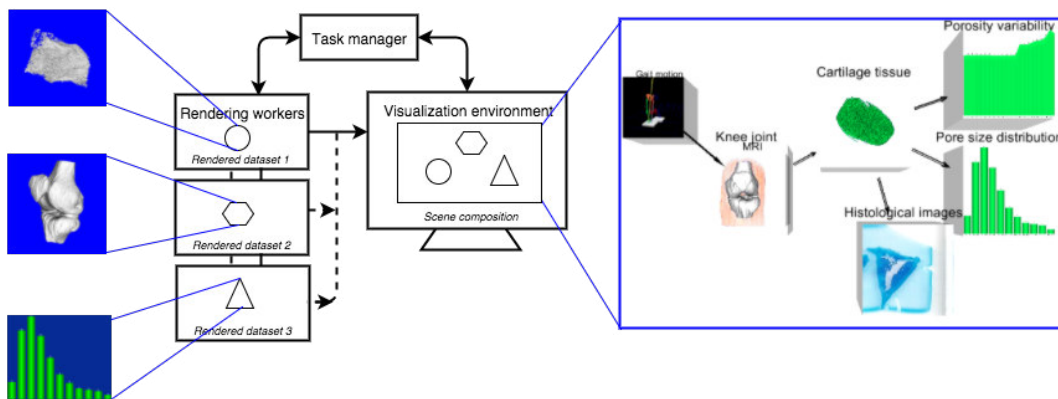 Task manager
Rendering workers
Rendered dataset 1
Rendered dataset 2
Rendered dataset 3
Visualization environment
Scene composition
Gait motion
Knee joint
MRI
Cartilage tissue
Porosity variability
Pore size distribution
Histological images